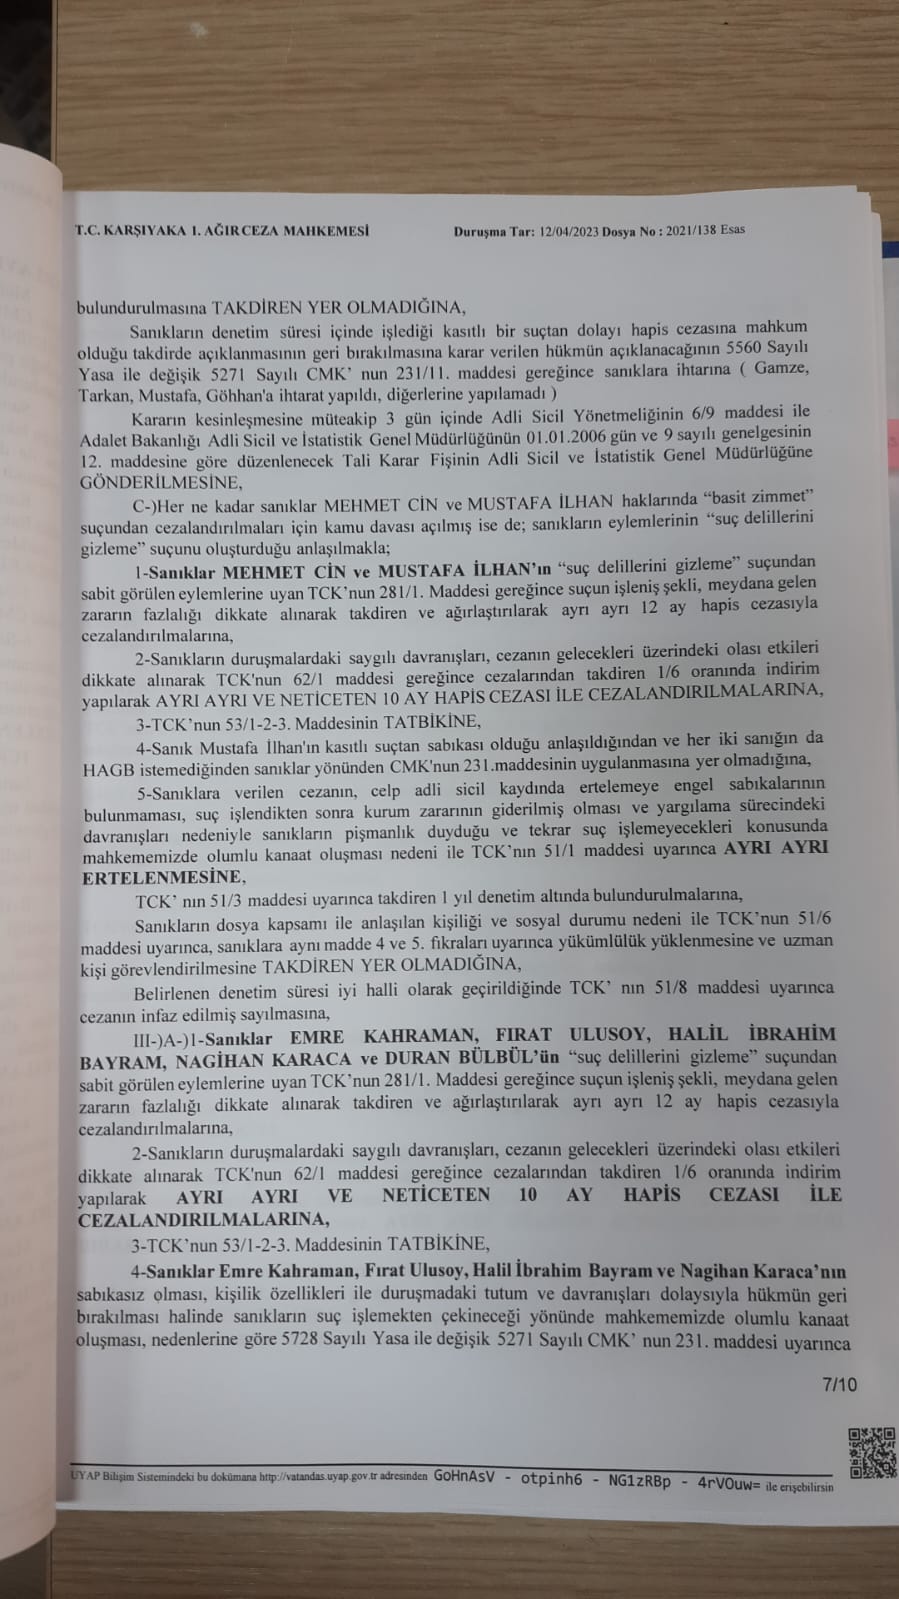 T.C. KARŞIYAKA 1. AĞIR CEZA MAHKEMESİ Duruşma Tar: 12/04/2023 Dosya No : 2021/138 Esas
bulundurulmasına TAKDİREN YER OLMADIĞINA,
Sanıkların denetim süresi içinde işlediği kasıtlı bir suçtan dolayı hapis cezasına mahkum
olduğu takdirde açıklanmasının geri bırakılmasına karar verilen hükmün açıklanacağının 5560 Sayılı
Yasa ile değişik 5271 Sayılı CMK’ nun 231/11. maddesi gereğince sanıklara ihtarına ( Gamze,
Tarkan, Mustafa, Göhhan'a ihtarat yapıldı, diğerlerine yapılamadı )
Kararın kesinleşmesine müteakip 3 gün içinde Adli Sicil Yönetmeliğinin 6/9 maddesi ile
Adalet Bakanlığı Adli Sicil ve İstatistik Genel Müdürlüğünün 01.01.2006 gün ve 9 sayılı genelgesinin
12. maddesine göre düzenlenecek Tali Karar Fişinin Adli Sicil ve İstatistik Genel Müdürlüğüne
GÖNDERİLMESİNE,
C-)Her ne kadar sanıklar MEHMET CİN ve MUSTAFA İLHAN haklarında “basit zimmet”
suçundan cezalandırılmaları için kamu davası açılmış ise de; sanıkların eylemlerinin “suç delillerini
gizleme” suçunu oluşturduğu anlaşılmakla;
1-Sanıklar MEHMET CİN ve MUSTAFA İLHAN’ın “suç delillerini gizleme” suçundan
sabit görülen eylemlerine uyan TCK’nun 281/1. Maddesi gereğince suçun işleniş şekli, meydana gelen
zararın fazlalığı dikkate alınarak takdiren ve ağırlaştırılarak ayrı ayrı 12 ay hapis cezasıyla
cezalandırılmalarına,
2-Sanıkların duruşmalardaki saygılı davranışları, cezanın gelecekleri üzerindeki olası etkileri
dikkate alınarak TCK'nun 62/1 maddesi gereğince cezalarından takdiren 1/6 oranında indirim
yapılarak AYRI AYRI VE NETİCETEN 10 AY HAPİS CEZASI İLE CEZALANDIRILMALARINA,
3-TCK’nun 53/1-2-3. Maddesinin TATBİKİNE,
4-Sanık Mustafa İlhan'ın kasıtlı suçtan sabıkası olduğu anlaşıldığından ve her iki sanığın da
HAGB istemediğinden sanıklar yönünden CMK'nun 231.maddesinin uygulanmasına yer olmadığına,
5-Sanıklara verilen cezanın, celp adli sicil kaydında ertelemeye engel sabıkalarının
bulunmaması, suç işlendikten sonra kurum zararının giderilmiş olması ve yargılama sürecindeki
davranışları nedeniyle sanıkların pişmanlık duyduğu ve tekrar suç işlemeyecekleri konusunda
mahkememizde olumlu kanaat oluşması nedeni ile TCK’nın 51/1 maddesi uyarınca AYRI AYRI
ERTELENMESİNE,
TCK’ nın 51/3 maddesi uyarınca takdiren 1 yıl denetim altında bulundurulmalarına,
Sanıkların dosya kapsamı ile anlaşılan kişiliği ve sosyal durumu nedeni ile TCK’nun 51/6
maddesi uyarınca, sanıklara aynı madde 4 ve 5. fıkraları uyarınca yükümlülük yüklenmesine ve uzman
kişi görevlendirilmesine TAKDİREN YER OLMADIĞINA,
Belirlenen denetim süresi iyi halli olarak geçirildiğinde TCK’ nın 51/8 maddesi uyarınca
cezanın infaz edilmiş sayılmasına,
III-)A-)1-Sanıklar EMRE KAHRAMAN, FIRAT ULUSOY, HALİL İBRAHİM
BAYRAM, NAGİHAN KARACA ve DURAN BÜLBÜL’ün “suç delillerini gizleme” suçundan
sabit görülen eylemlerine uyan TCK’nun 281/1. Maddesi gereğince suçun işleniş şekli, meydana gelen
zararın fazlalığı dikkate alınarak takdiren ve ağırlaştırılarak ayrı ayrı 12 ay hapis cezasıyla
cezalandırılmalarına,
2-Sanıkların duruşmalardaki saygılı davranışları, cezanın gelecekleri üzerindeki olası etkileri
dikkate alınarak TCK'nun 62/1 maddesi gereğince cezalarından takdiren 1/6 oranında indirim
yapılarak AYRI AYRI VE NETİCETEN 10 AY HAPİS CEZASI İLE
CEZALANDIRILMALARINA,
3-TCK’nun 53/1-2-3. Maddesinin TATBİKİNE,
4-Sanıklar Emre Kahraman, Fırat Ulusoy, Halil İbrahim Bayram ve Nagihan Karaca’nın
sabıkasız olması, kişilik özellikleri ile duruşmadaki tutum ve davranışları dolaysıyla hükmün geri
bırakılması halinde sanıkların suç işlemekten çekineceği yönünde mahkememizde olumlu kanaat
oluşması, nedenlerine göre 5728 Sayılı Yasa ile değişik 5271 Sayılı CMK’ nun 231. maddesi uyarınca
7/10
UYAP Bilişim Sistemindeki bu dokümana http://vatandas.uyap.gov.tr adresinden GoHnAsV - otpinh6 - NG1zRBp - 4rVOuw= ile erişebilirsin